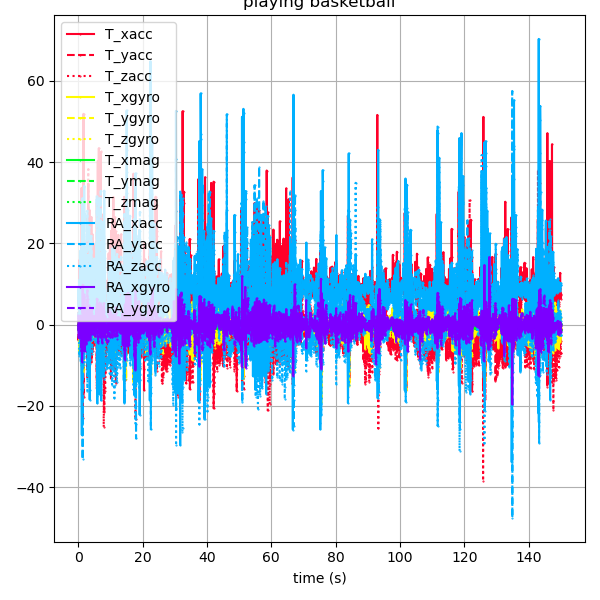 playing basketball
T_xacc
T_yacc
T_zacc
T_xgyro
T_ygyro
T_zgyro
T_xmag
T_ymag
T_zmag
RA_xacc
RA_yacc
RA_zacc
RA_xgyro
RA_ygyro
60
40
20
0
−20
−40
0 20 40 60 80 100 120 140
time (s)